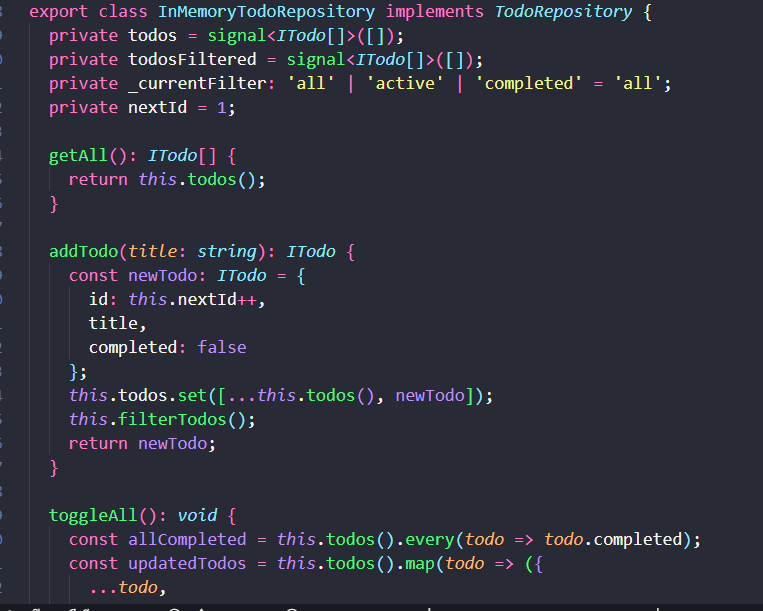 export class InMemoryTodoRepository implements TodoRepository {
private todos = signal<ITodo[]>([]);
private todosFiltered = signal<ITodo[]>([]);
private _currentFilter: 'all' | 'active' | 'completed' = 'all';
private nextId = 1;
getAll(): ITodo[] {
return this.todos();
}
addTodo(title: string): ITodo {
const newTodo: ITodo = {
id: this.nextId++,
title,
completed: false
};
this.todos.set([...this.todos(), newTodo]);
this.filterTodos();
return newTodo;
}
toggleAll(): void {
const allCompleted = this.todos().every(todo => todo.completed);
const updatedTodos = this.todos().map(todo => ({
...todo,